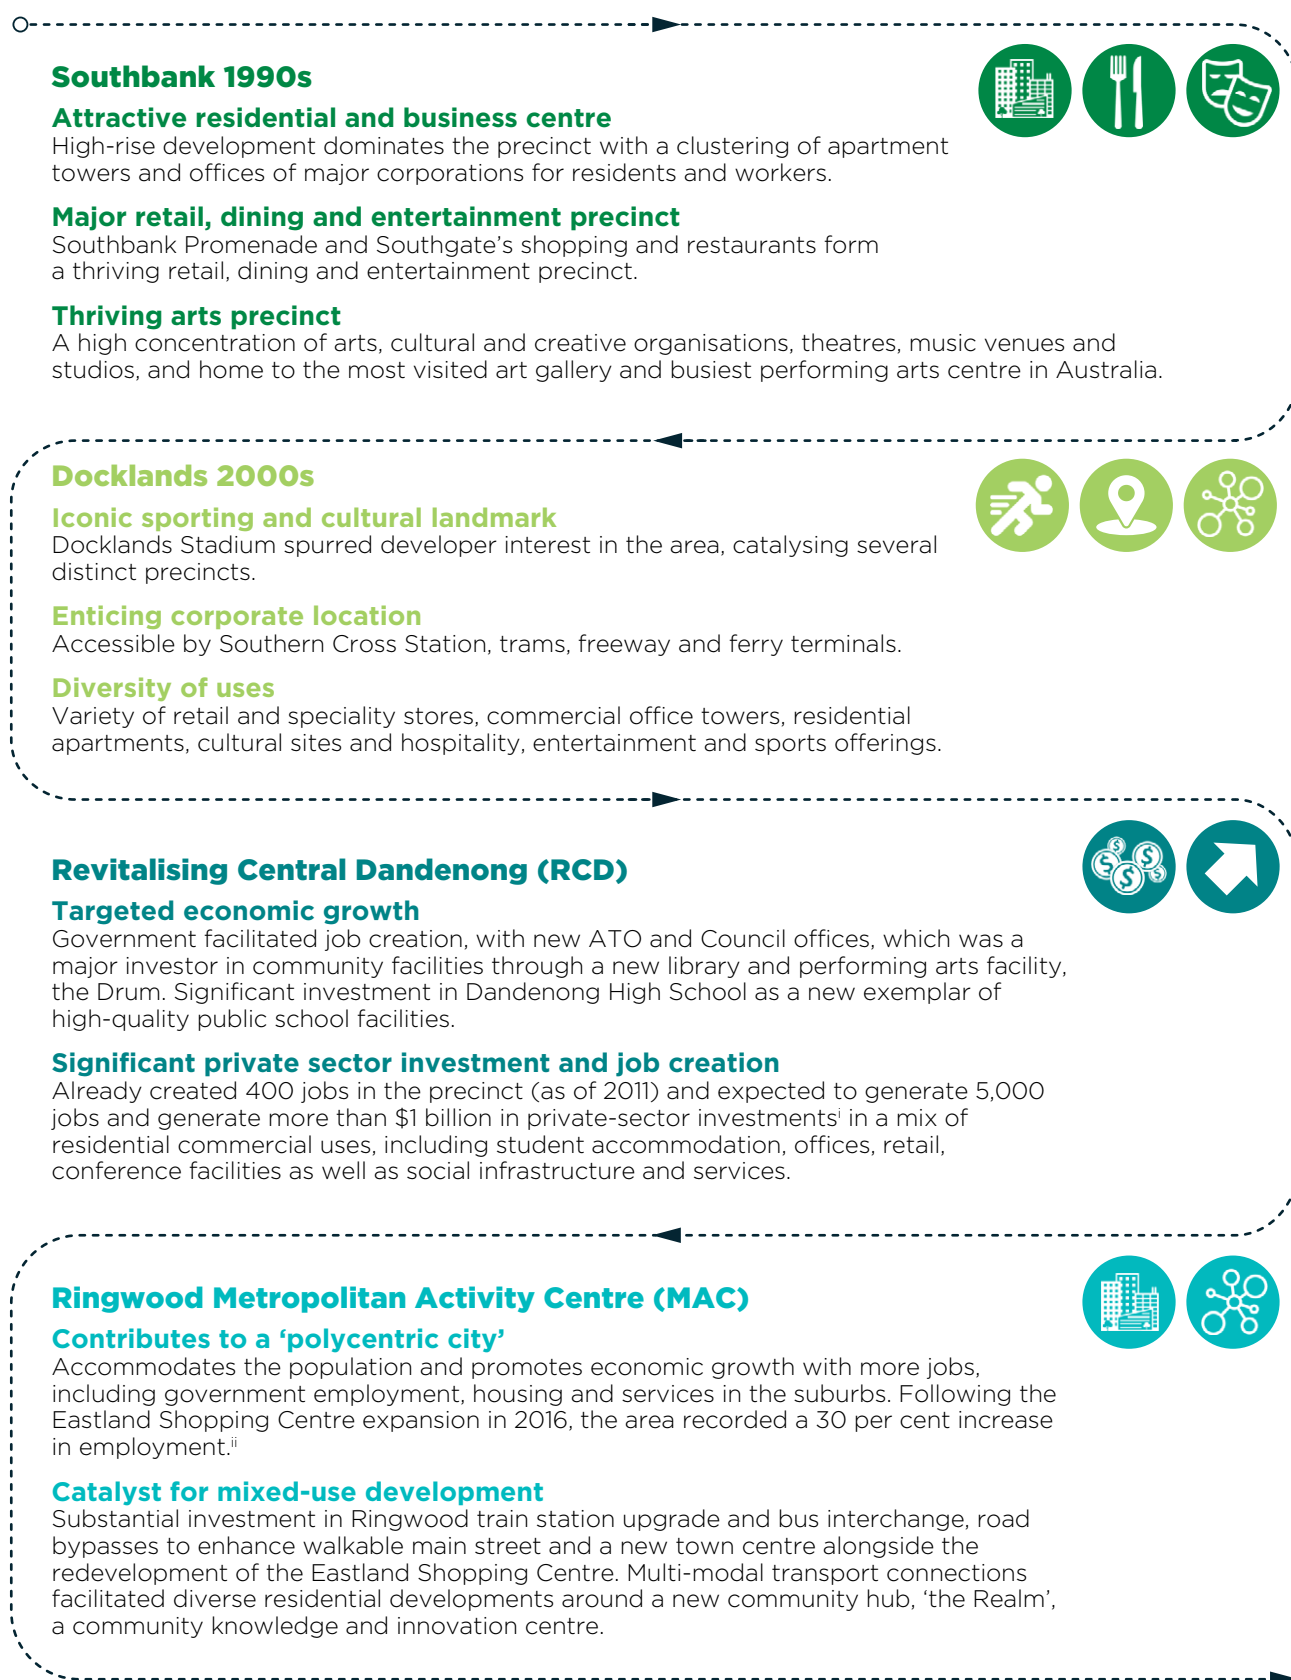 Southbank 1990s
Attractive residential and business centre
High-rise development dominates the precinct with a clustering of apartment
towers and offices of major corporations for residents and workers.
Major retail, dining and entertainment precinct
Southbank Promenade and Southgate's shopping and restaurants form
a thriving retail, dining and entertainment precinct.
Thriving arts precinct
A high concentration of arts, cultural and creative organisations, theatres, music venues and
studios, and home to the most visited art gallery and busiest performing arts centre in Australia.
Docklands 2000s
Iconic sporting and cultural landmark
Docklands Stadium spurred developer interest in the area, catalysing several
distinct precincts.
Enticing corporate location
Accessible by Southern Cross Station, trams, freeway and ferry terminals.
Diversity of uses
Variety of retail and speciality stores, commercial office towers, residential
apartments, cultural sites and hospitality, entertainment and sports offerings.
Revitalising Central Dandenong (RCD)
Targeted economic growth
Government facilitated job creation, with new ATO and Council offices, which was a
major investor in community facilities through a new library and performing arts facility,
the Drum. Significant investment in Dandenong High School as a new exemplar of
high-quality public school facilities.
Significant private sector investment and job creation
Already created 400 jobs in the precinct (as of 2011) and expected to generate 5,000
jobs and generate more than $1 billion in private-sector investmentsⁱ in a mix of
residential commercial uses, including student accommodation, offices, retail,
conference facilities as well as social infrastructure and services.
Ringwood Metropolitan Activity Centre (MAC)
Contributes to a 'polycentric city'
Accommodates the population and promotes economic growth with more jobs,
including government employment, housing and services in the suburbs. Following the
Eastland Shopping Centre expansion in 2016, the area recorded a 30 per cent increase
in employment.ⁱⁱ
Catalyst for mixed-use development
Substantial investment in Ringwood train station upgrade and bus interchange, road
bypasses to enhance walkable main street and a new town centre alongside the
redevelopment of the Eastland Shopping Centre. Multi-modal transport connections
facilitated diverse residential developments around a new community hub, 'the Realm',
a community knowledge and innovation centre.